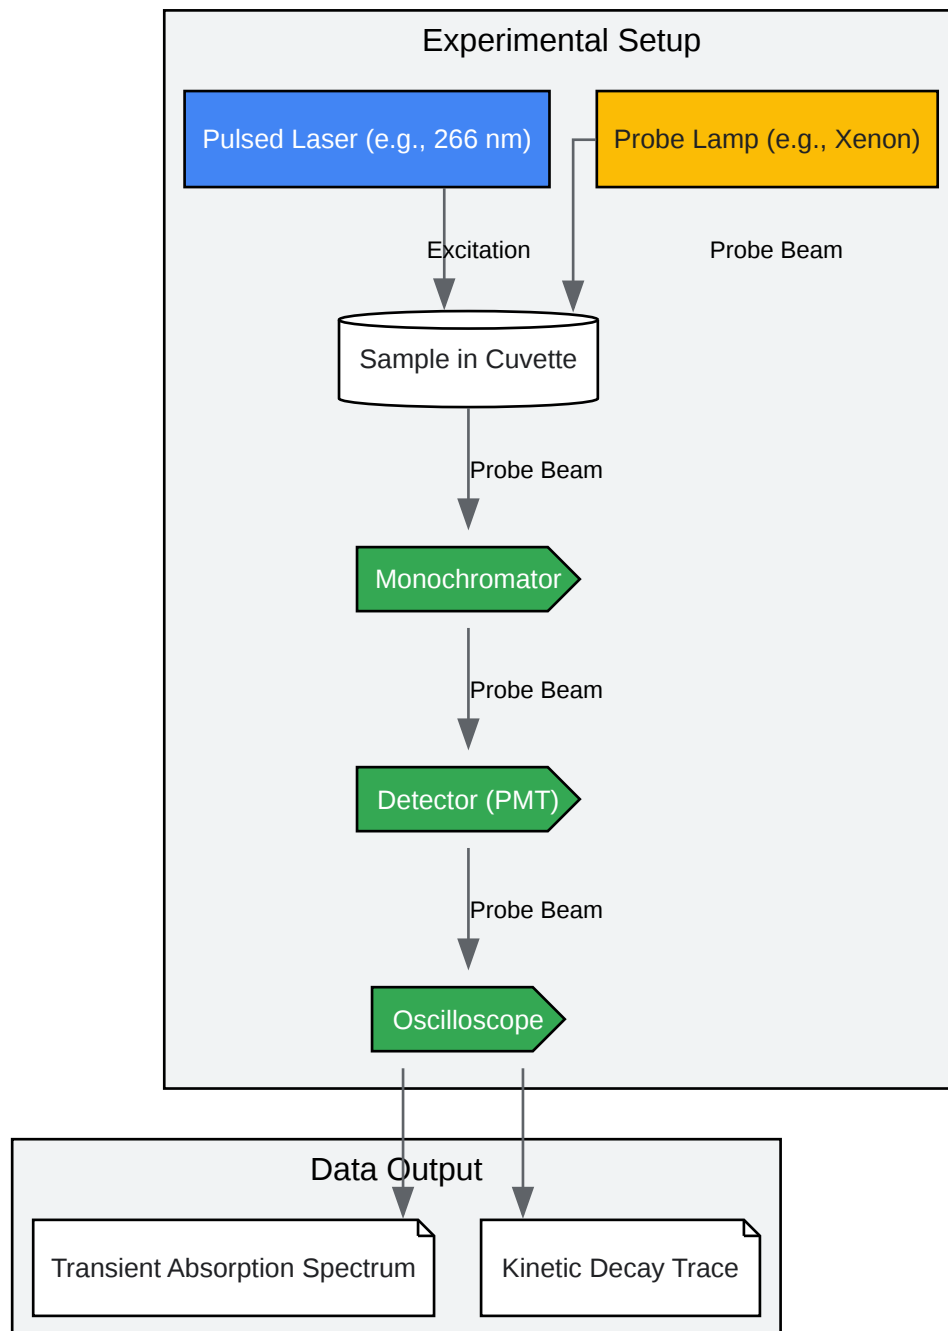 Experimental Setup
Pulsed Laser (e.g., 266 nm)
Probe Lamp (e.g., Xenon)
Excitation
Probe Beam
Sample in Cuvette
Probe Beam
Monochromator
Probe Beam
Detector (PMT)
Probe Beam
Oscilloscope
Data Output
Transient Absorption Spectrum
Kinetic Decay Trace